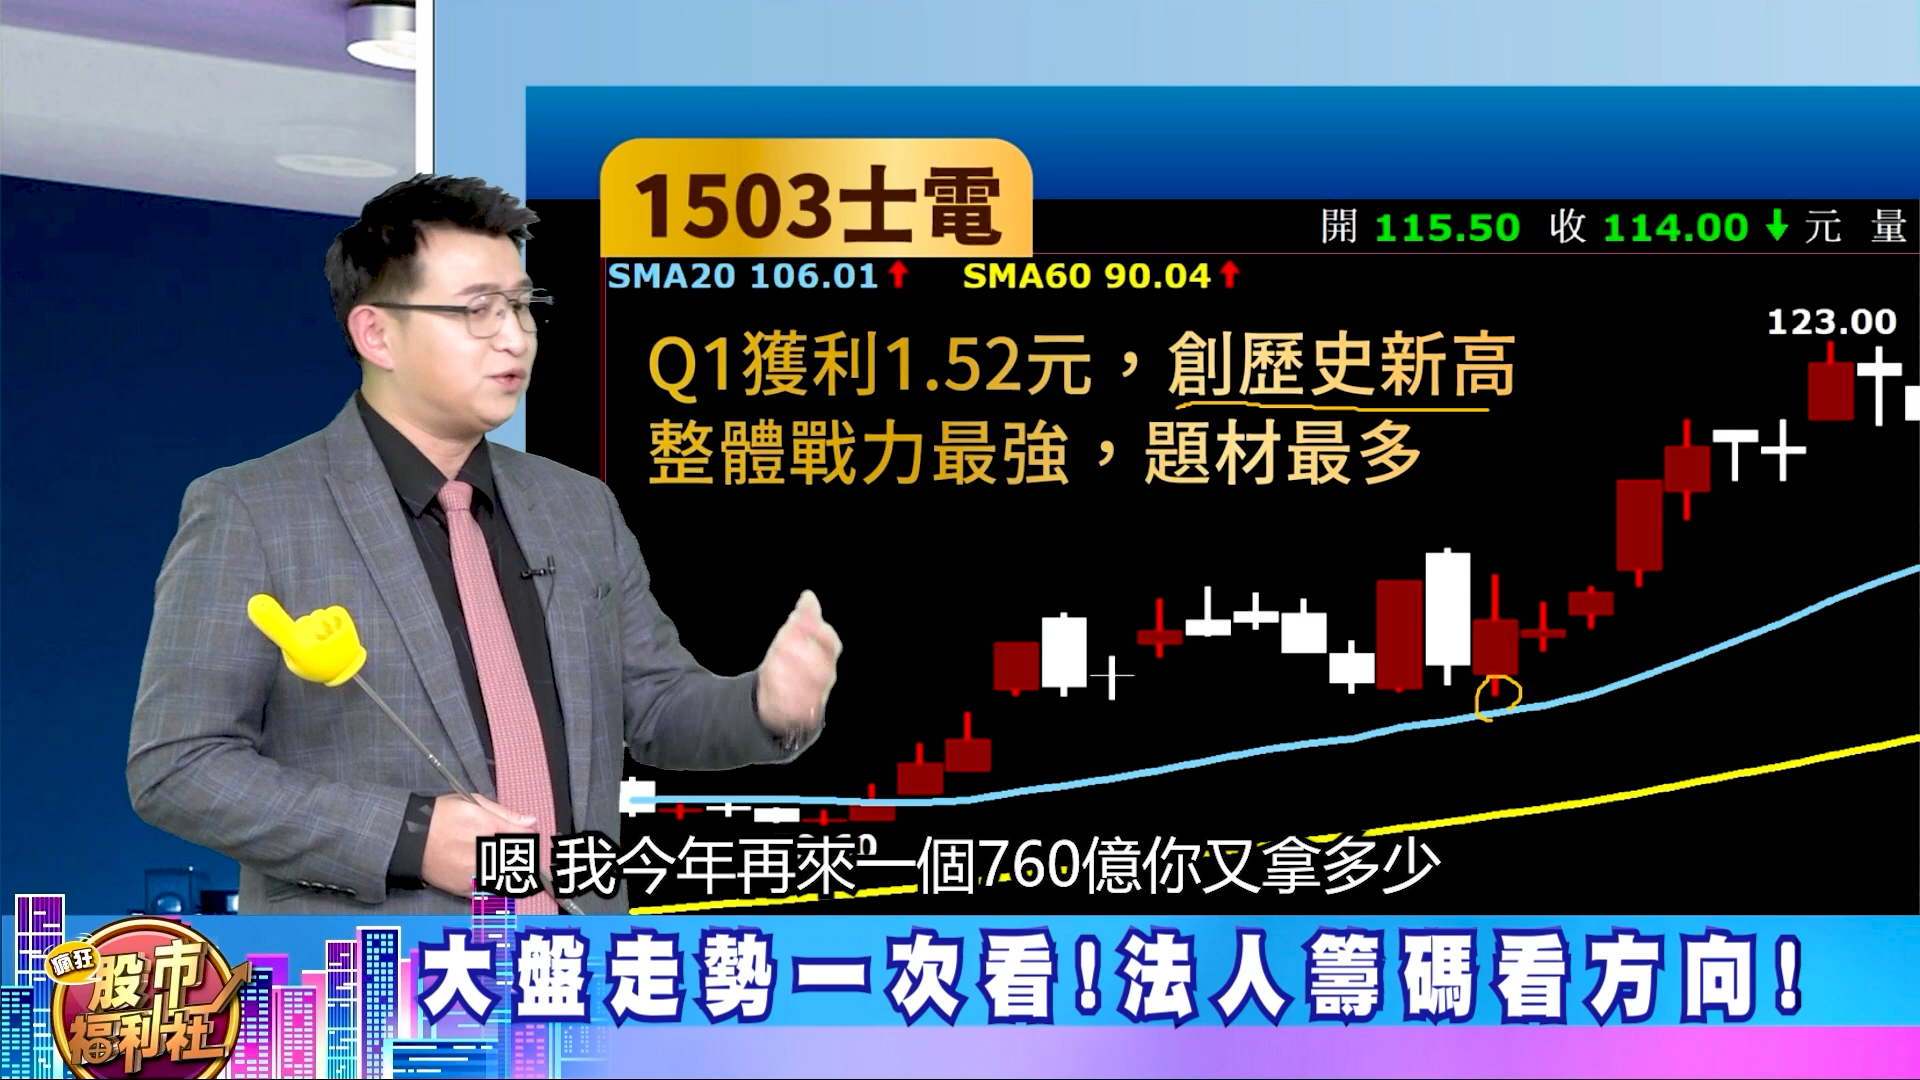 1503士電
開 115.50 收 114.00 ↓ 元 量
SMA20 106.01↑ SMA60 90.04↑
123.00
Q1獲利1.52元，創歷史新高
整體戰力最強，題材最多
嗯 我今年再來一個760億你又拿多少
大盤走勢一次看！法人籌碼看方向！
瘋狂
股市
福利社